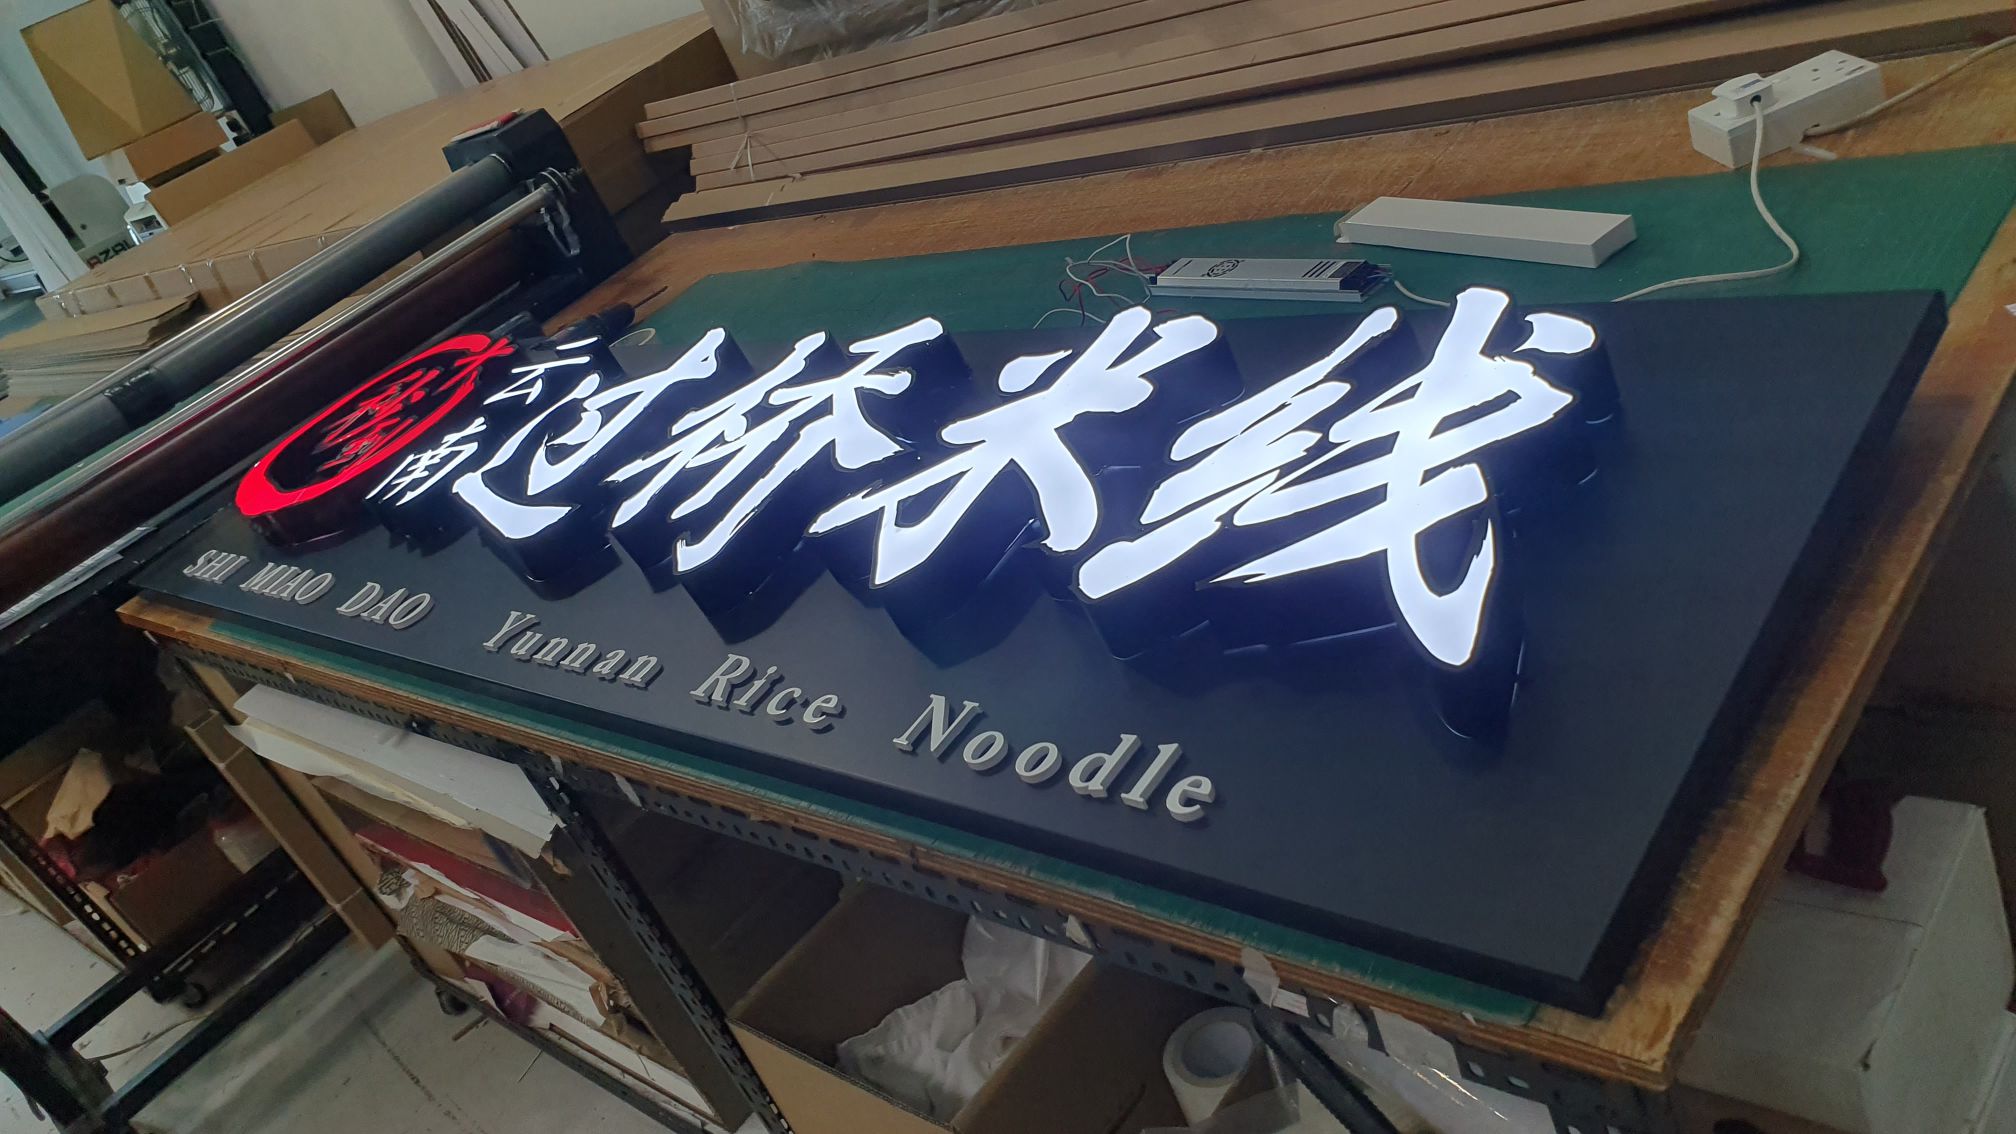 云南
过桥米线
SHI MIAO DAO Yunnan Rice Noodle